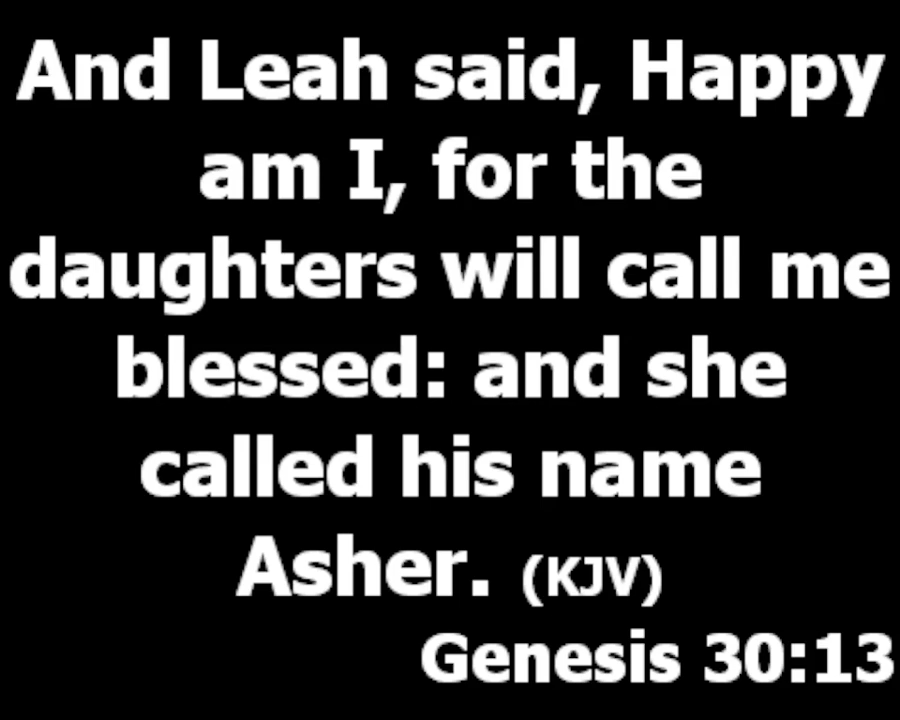 And Leah said, Happy
am I, for the
daughters will call me
blessed: and she
called his name
Asher. (KJV)
Genesis 30:13